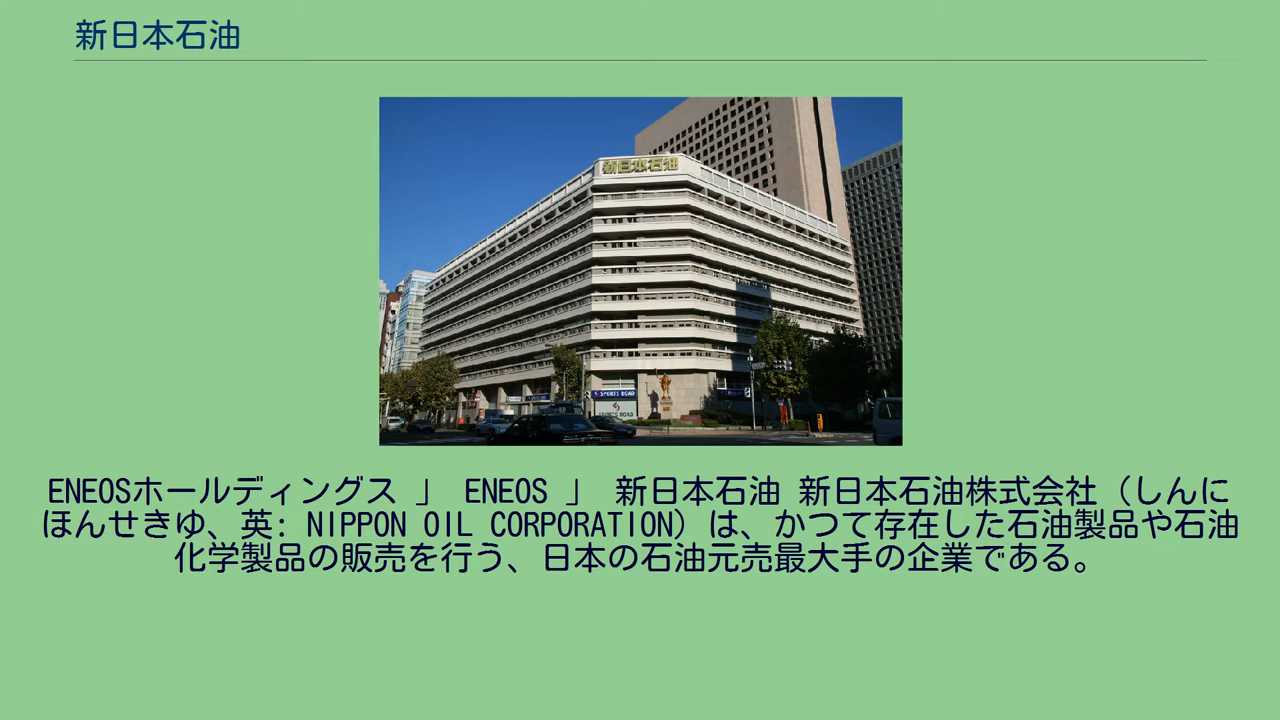 新日本石油
新日本石油
SPORTS ROAD
SPORTS ROAD
ENEOSホールディングス 」 ENEOS 」 新日本石油 新日本石油株式会社（しんに
ほんせきゆ、英: NIPPON OIL CORPORATION）は、かつて存在した石油製品や石油
化学製品の販売を行う、日本の石油元売最大手の企業である。